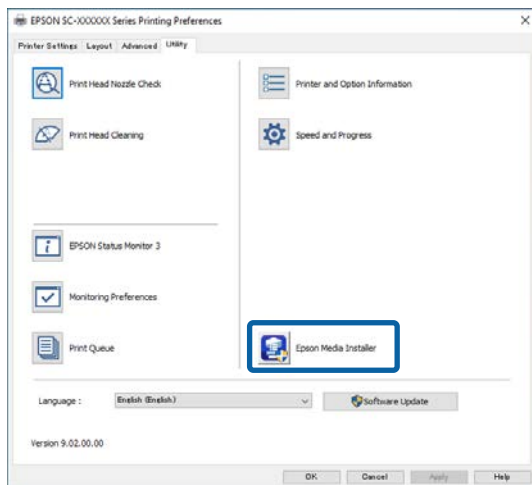 EPSON SC-XXXXXX Series Printing Preferences
Printer Settings Layout Advanced Utility
Print Head Nozzle Check
Printer and Option Information
Print Head Cleaning
Speed and Progress
EPSON Status Monitor 3
Monitoring Preferences
Print Queue
Epson Media Installer
Language : English (English) Software Update
Version 9.02.00.00
OK Cancel Apply Help